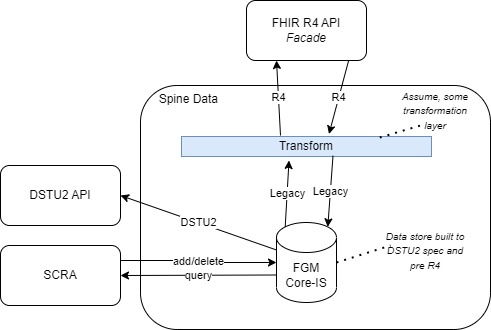 FHIR R4 API
Facade
R4
R4
Spine Data
Assume, some
transformation
layer
Transform
Legacy
Legacy
DSTU2 API
DSTU2
Data store built to
DSTU2 spec and
pre R4
SCRA
add/delete
query
FGM
Core-IS